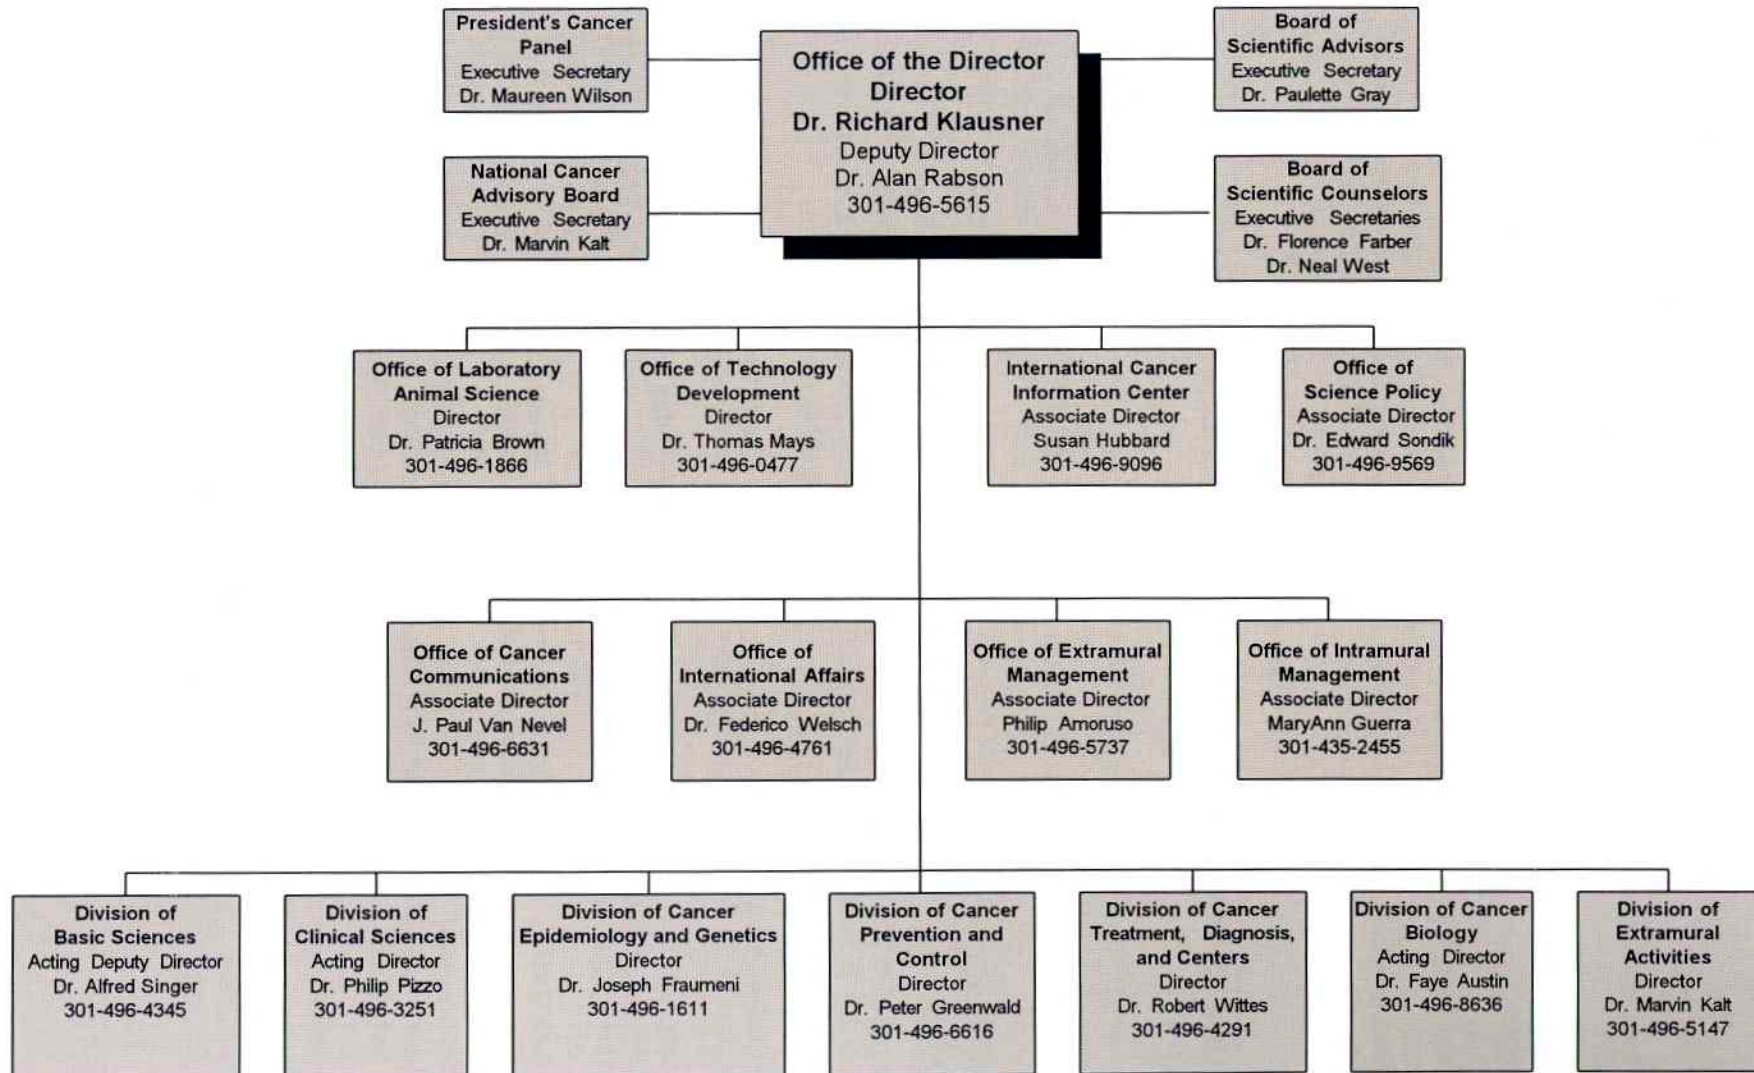 President's Cancer
Panel
Executive Secretary
Dr. Maureen Wilson
Office of the Director
Director
Dr. Richard Klausner
Deputy Director
Dr. Alan Rabson
301-496-5615
Board of
Scientific Advisors
Executive Secretary
Dr. Paulette Gray
National Cancer
Advisory Board
Executive Secretary
Dr. Marvin Kalt
Board of
Scientific Counselors
Executive Secretaries
Dr. Florence Farber
Dr. Neal West
Office of Laboratory
Animal Science
Director
Dr. Patricia Brown
301-496-1866
Office of Technology
Development
Director
Dr. Thomas Mays
301-496-0477
International Cancer
Information Center
Associate Director
Susan Hubbard
301-496-9096
Office of
Science Policy
Associate Director
Dr. Edward Sondik
301-496-9569
Office of Cancer
Communications
Associate Director
J. Paul Van Nevel
301-496-6631
Office of
International Affairs
Associate Director
Dr. Federico Welsch
301-496-4761
Office of Extramural
Management
Associate Director
Philip Amoruso
301-496-5737
Office of Intramural
Management
Associate Director
MaryAnn Guerra
301-435-2455
Division of
Basic Sciences
Acting Deputy Director
Dr. Alfred Singer
301-496-4345
Division of
Clinical Sciences
Acting Director
Dr. Philip Pizzo
301-496-3251
Division of Cancer
Epidemiology and Genetics
Director
Dr. Joseph Fraumeni
301-496-1611
Division of Cancer
Prevention and
Control
Director
Dr. Peter Greenwald
301-496-6616
Division of Cancer
Treatment, Diagnosis,
and Centers
Director
Dr. Robert Wittes
301-496-4291
Division of Cancer
Biology
Acting Director
Dr. Faye Austin
301-496-8636
Division of
Extramural
Activities
Director
Dr. Marvin Kalt
301-496-5147